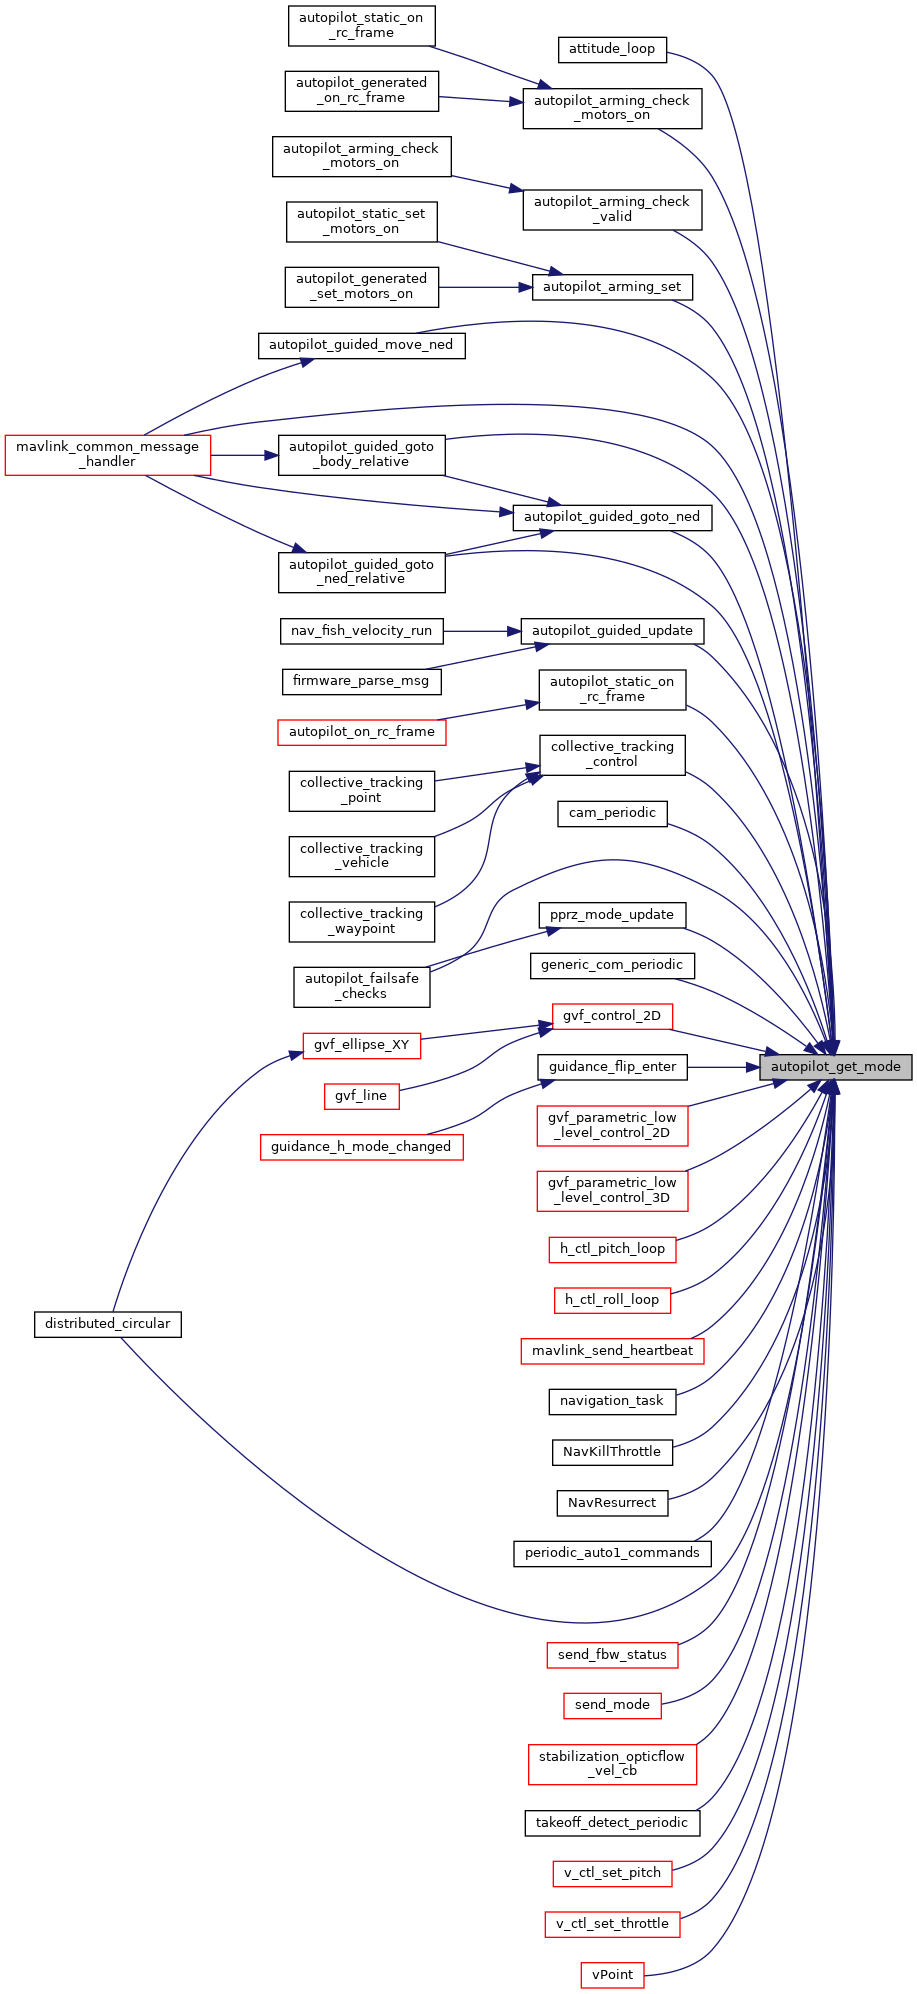 autopilot_static_on
_rc_frame
attitude_loop
autopilot_generated
_on_rc_frame
autopilot_arming_check
_motors_on
autopilot_arming_check
_motors_on
autopilot_arming_check
_valid
autopilot_static_set
_motors_on
autopilot_generated
_set_motors_on
autopilot_arming_set
autopilot_guided_move_ned
mavlink_common_message
_handler
autopilot_guided_goto
_body_relative
autopilot_guided_goto_ned
autopilot_guided_goto
_ned_relative
nav_fish_velocity_run
autopilot_guided_update
firmware_parse_msg
autopilot_static_on
_rc_frame
autopilot_on_rc_frame
collective_tracking
_control
collective_tracking
_point
cam_periodic
collective_tracking
_vehicle
collective_tracking
_waypoint
pprz_mode_update
generic_com_periodic
autopilot_failsafe
_checks
gvf_control_2D
gvf_ellipse_XY
guidance_flip_enter
autopilot_get_mode
gvf_line
gvf_parametric_low
_level_control_2D
guidance_h_mode_changed
gvf_parametric_low
_level_control_3D
h_ctl_pitch_loop
h_ctl_roll_loop
distributed_circular
mavlink_send_heartbeat
navigation_task
NavKillThrottle
NavResurrect
periodic_auto1_commands
send_fbw_status
send_mode
stabilization_opticflow
_vel_cb
takeoff_detect_periodic
v_ctl_set_pitch
v_ctl_set_throttle
vPoint